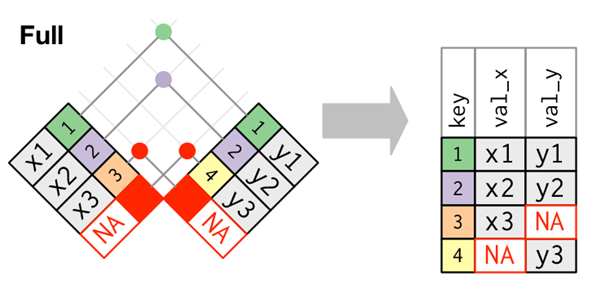 Full
1 x1
2 x2
3 x3
NA
1 y1
2 y2
4 y3
NA
key val_x val_y
1 x1 y1
2 x2 y2
3 x3 NA
4 NA y3